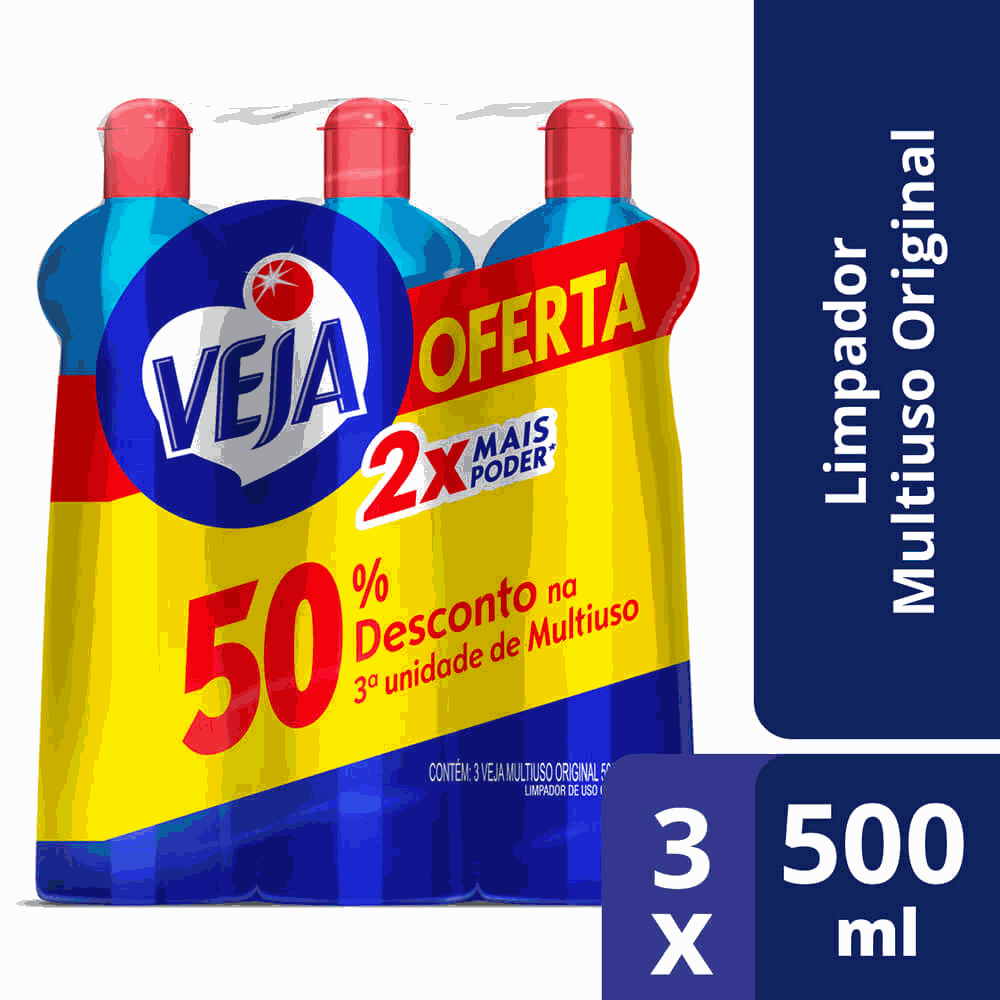 VEJA
OFERTA
2x MAIS
PODER*
50%
Desconto na
3ª unidade de Multiuso
CONTÉM: 3 VEJA MULTIUSO ORIGINAL
LIMPADOR DE USO
Limpador
Multiuso Original
3
x
500
ml